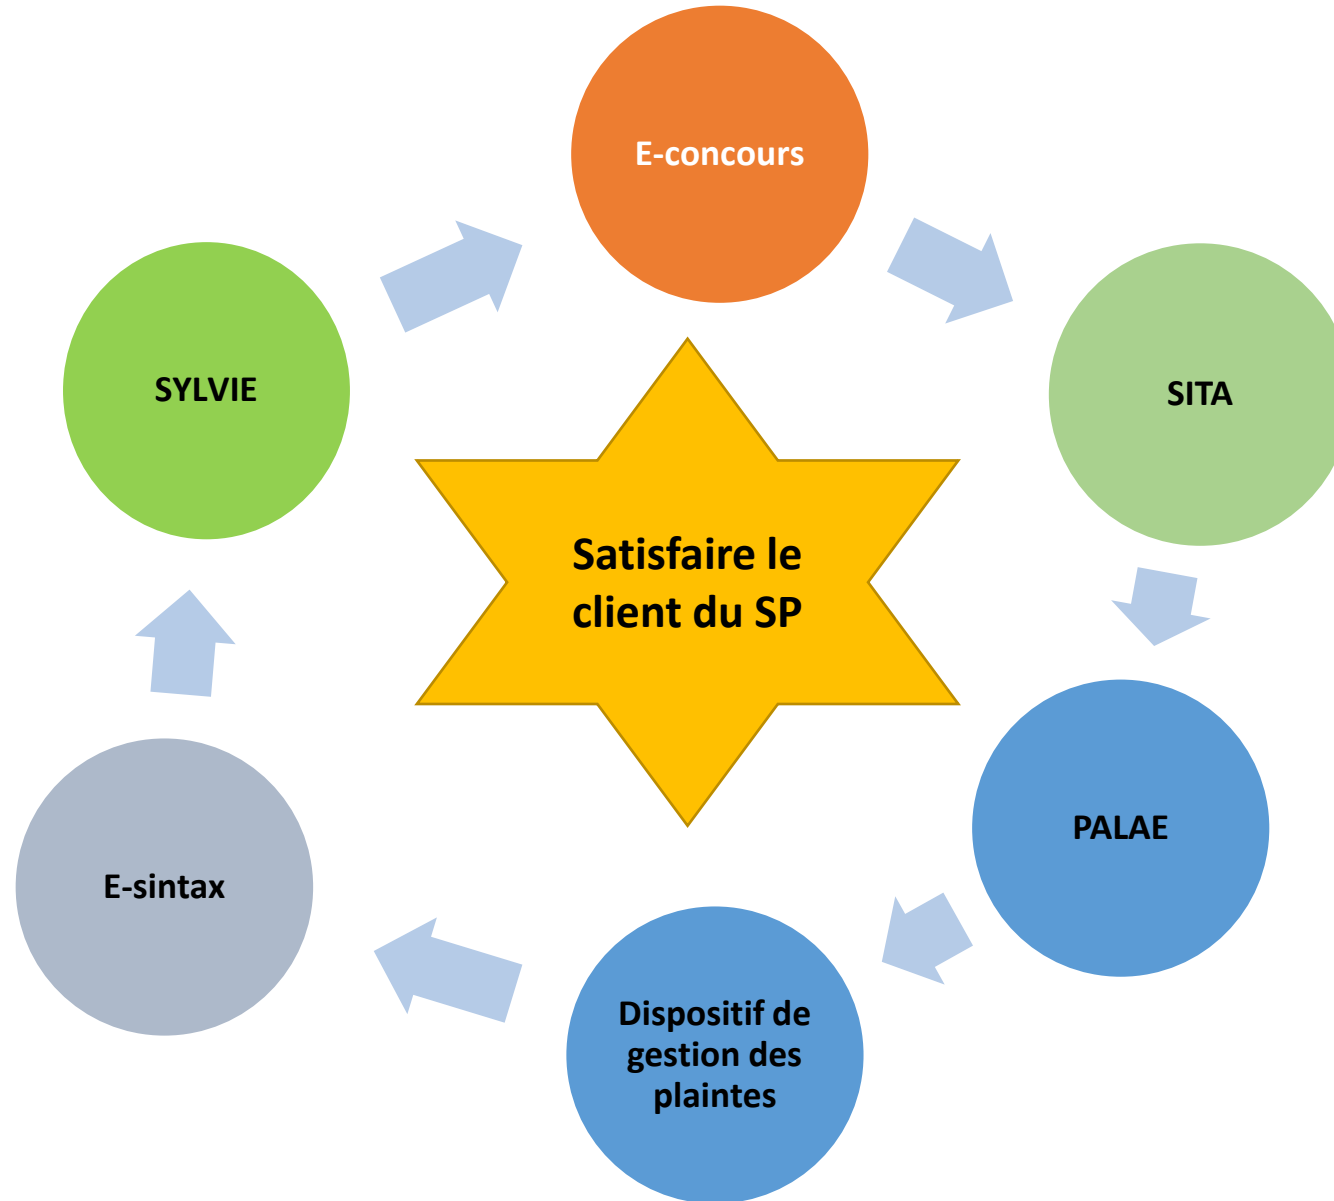 E-concours
SYLVIE
SITA
Satisfaire le
client du SP
PALAE
E-sintax
Dispositif de
gestion des
plaintes